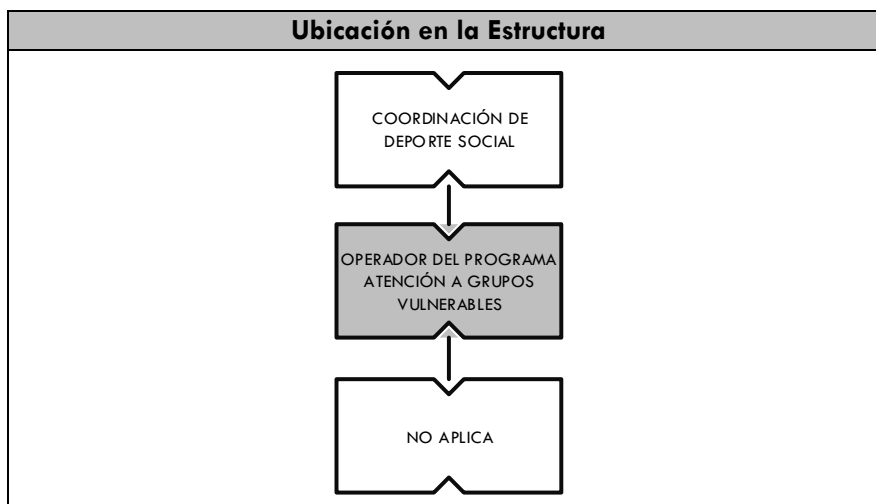 Ubicación en la Estructura
COORDINACIÓN DE
DEPORTE SOCIAL
OPERADOR DEL PROGRAMA
ATENCIÓN A GRUPOS
VULNERABLES
NO APLICA